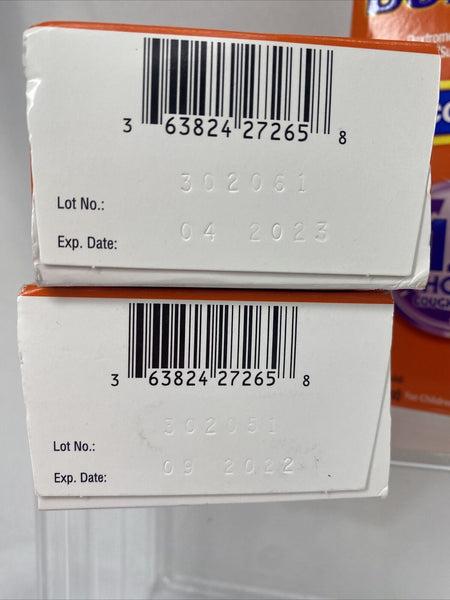 3 63824 27265 8
302061
Lot No.:
04 2023
Exp. Date:
3 63824 27265 8
302051
Lot No.:
09 2022
Exp. Date:
COUGH